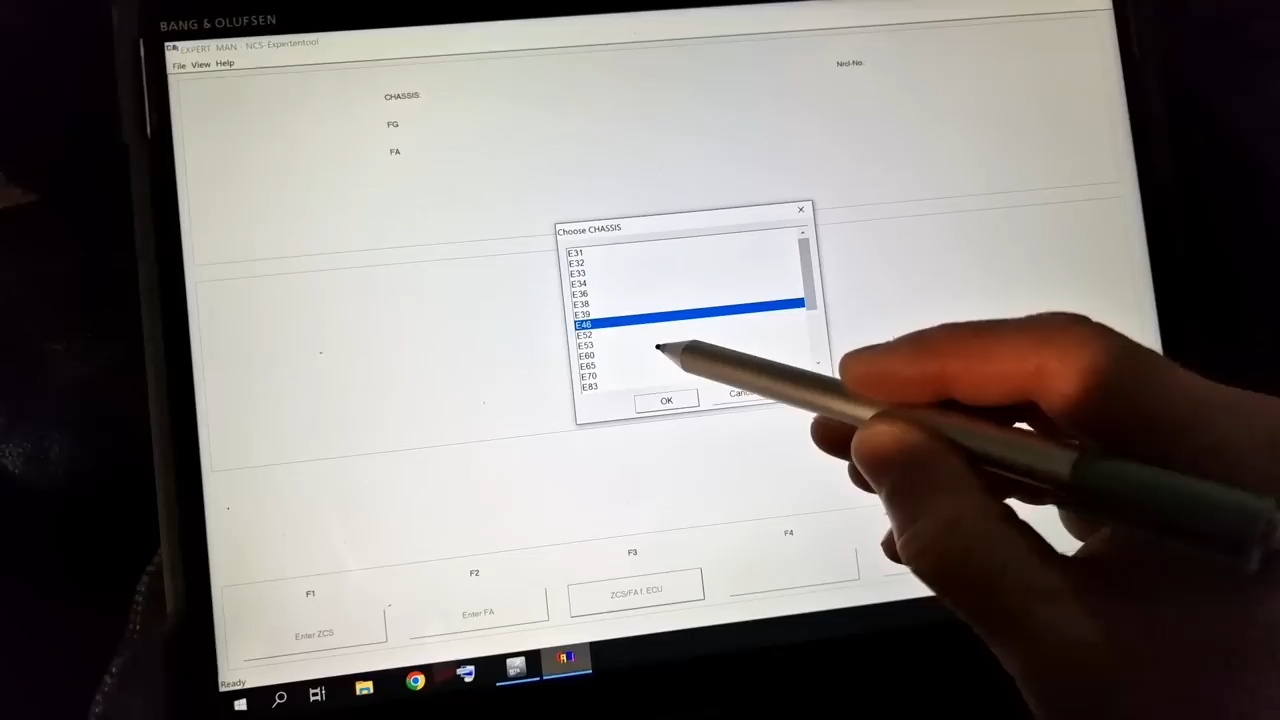 BANG & OLUFSEN
EXPERT MAN - NCS-Expertentool
File View Help
CHASSIS:
Nrcl-No.:
FG
FA
Choose CHASSIS
E31
E32
E33
E34
E36
E38
E39
E46
E52
E53
E60
E65
E70
E83
OK
F1
F2
F3
F4
Enter ZCS
Enter FA
ZCS/FA f. ECU
Ready